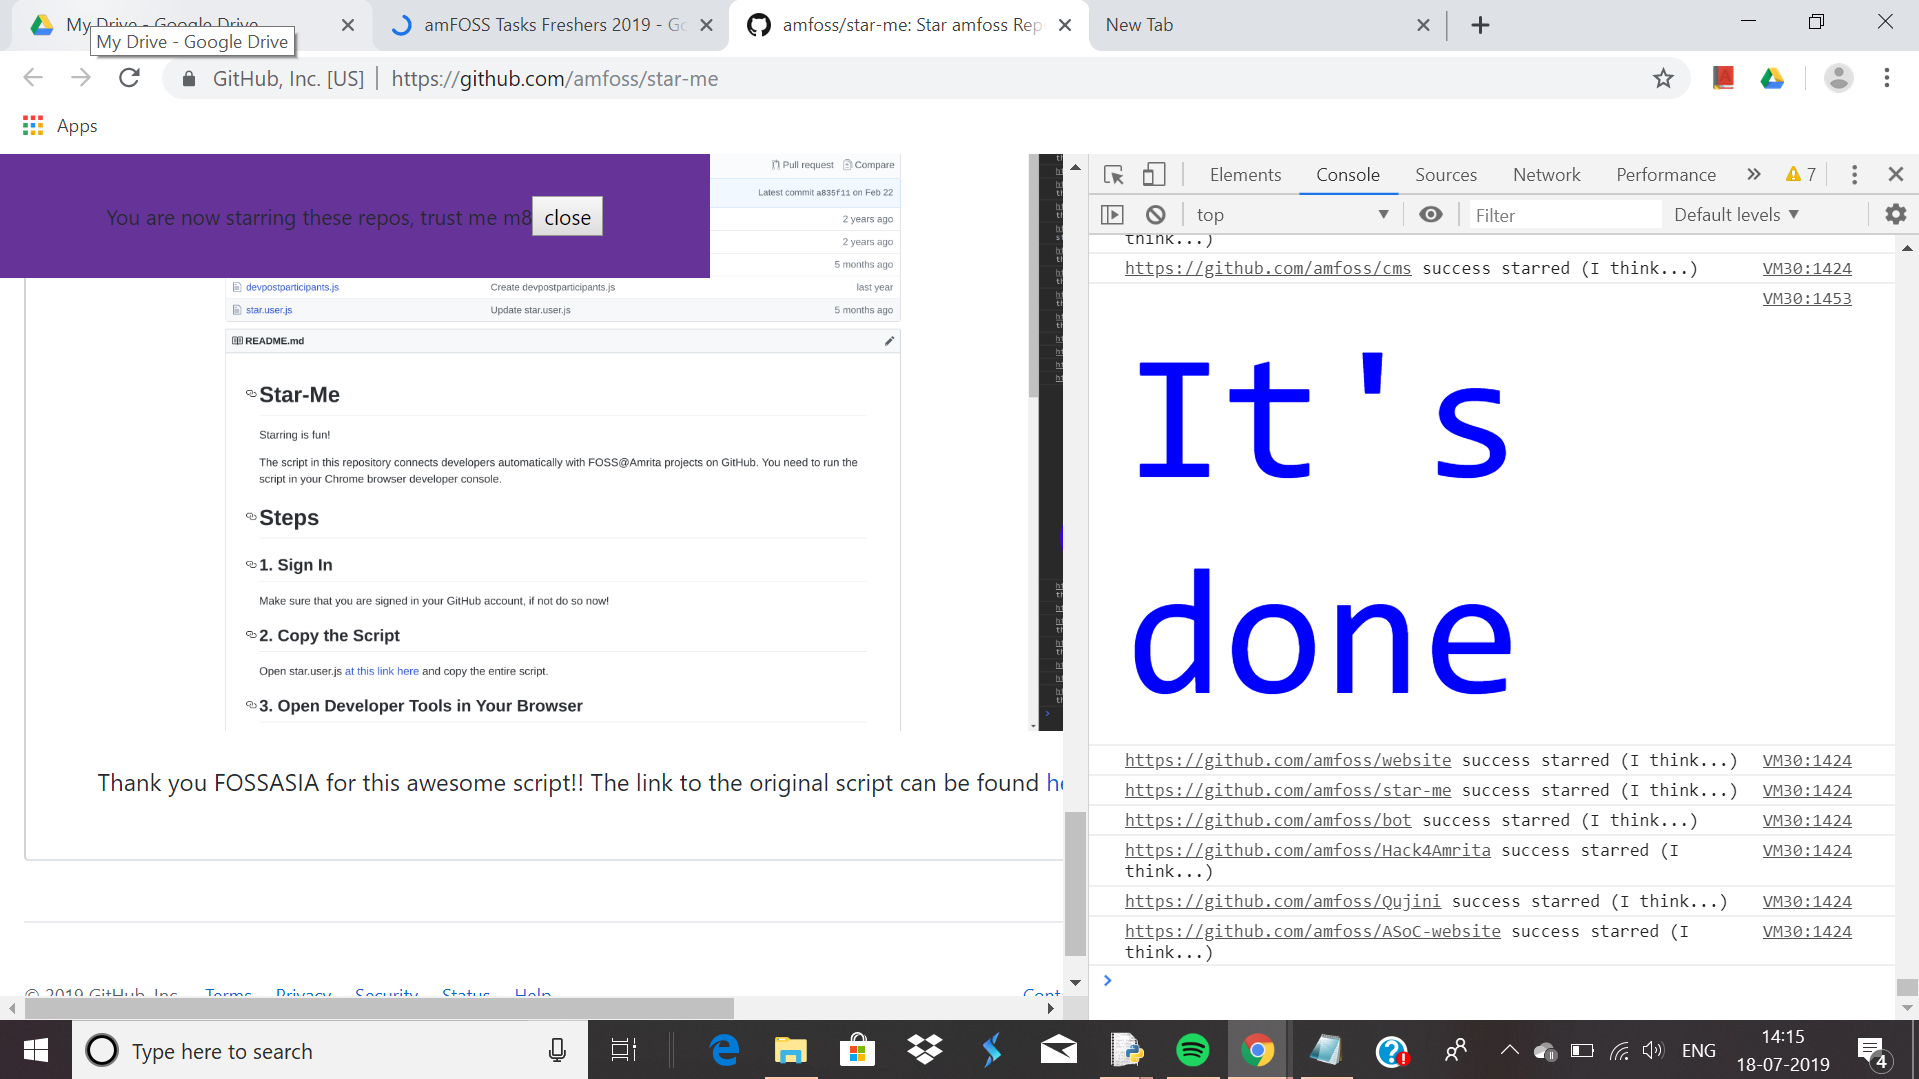 My Drive - Google Drive
amFOSS Tasks Freshers 2019 - Go
amfoss/star-me: Star amfoss Rep
New Tab
My Drive - Google Drive
GitHub, Inc. [US] | https://github.com/amfoss/star-me
Apps
You are now starring these repos, trust me m8
close
Pull request Compare
Latest commit a835f11 on Feb 22
2 years ago
2 years ago
5 months ago
devpostparticipants.js Create devpostparticipants.js last year
star.user.js Update star.user.js 5 months ago
README.md
Star-Me
Starring is fun!
The script in this repository connects developers automatically with FOSS@Amrita projects on GitHub. You need to run the
script in your Chrome browser developer console.
Steps
1. Sign In
Make sure that you are signed in your GitHub account, if not do so now!
2. Copy the Script
Open star.user.js at this link here and copy the entire script.
3. Open Developer Tools in Your Browser
Thank you FOSSASIA for this awesome script!! The link to the original script can be found he
© 2019 GitHub, Inc. Terms Privacy Security Status Help Cont
Elements Console Sources Network Performance » 7
top Filter Default levels
think...)
https://github.com/amfoss/cms success starred (I think...) VM30:1424
VM30:1453
It's
done
https://github.com/amfoss/website success starred (I think...) VM30:1424
https://github.com/amfoss/star-me success starred (I think...) VM30:1424
https://github.com/amfoss/bot success starred (I think...) VM30:1424
https://github.com/amfoss/Hack4Amrita success starred (I VM30:1424
think...)
https://github.com/amfoss/Qujini success starred (I think...) VM30:1424
https://github.com/amfoss/ASoC-website success starred (I VM30:1424
think...)
Type here to search
ENG
14:15
18-07-2019
4